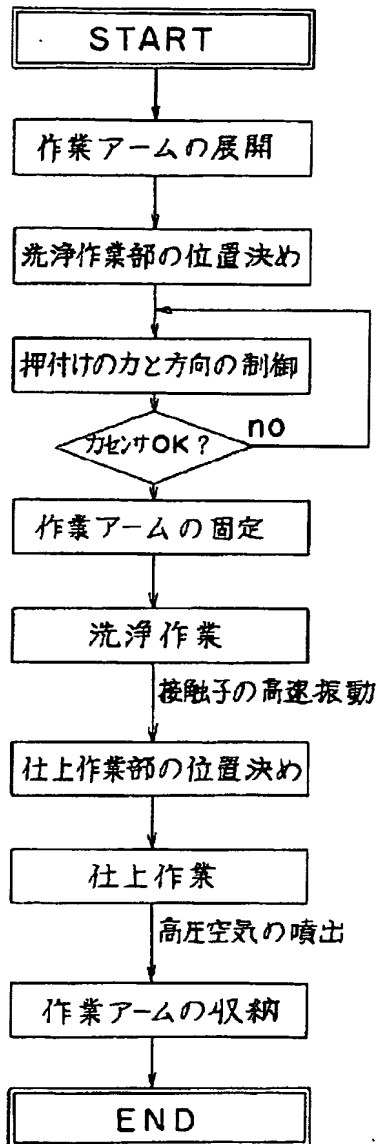 START
作業アームの展開
洗浄作業部の位置決め
押付けの力と方向の制御
力センサOK?
no
作業アームの固定
洗浄作業
接触子の高速振動
仕上作業部の位置決め
仕上作業
高圧空気の噴出
作業アームの収納
END